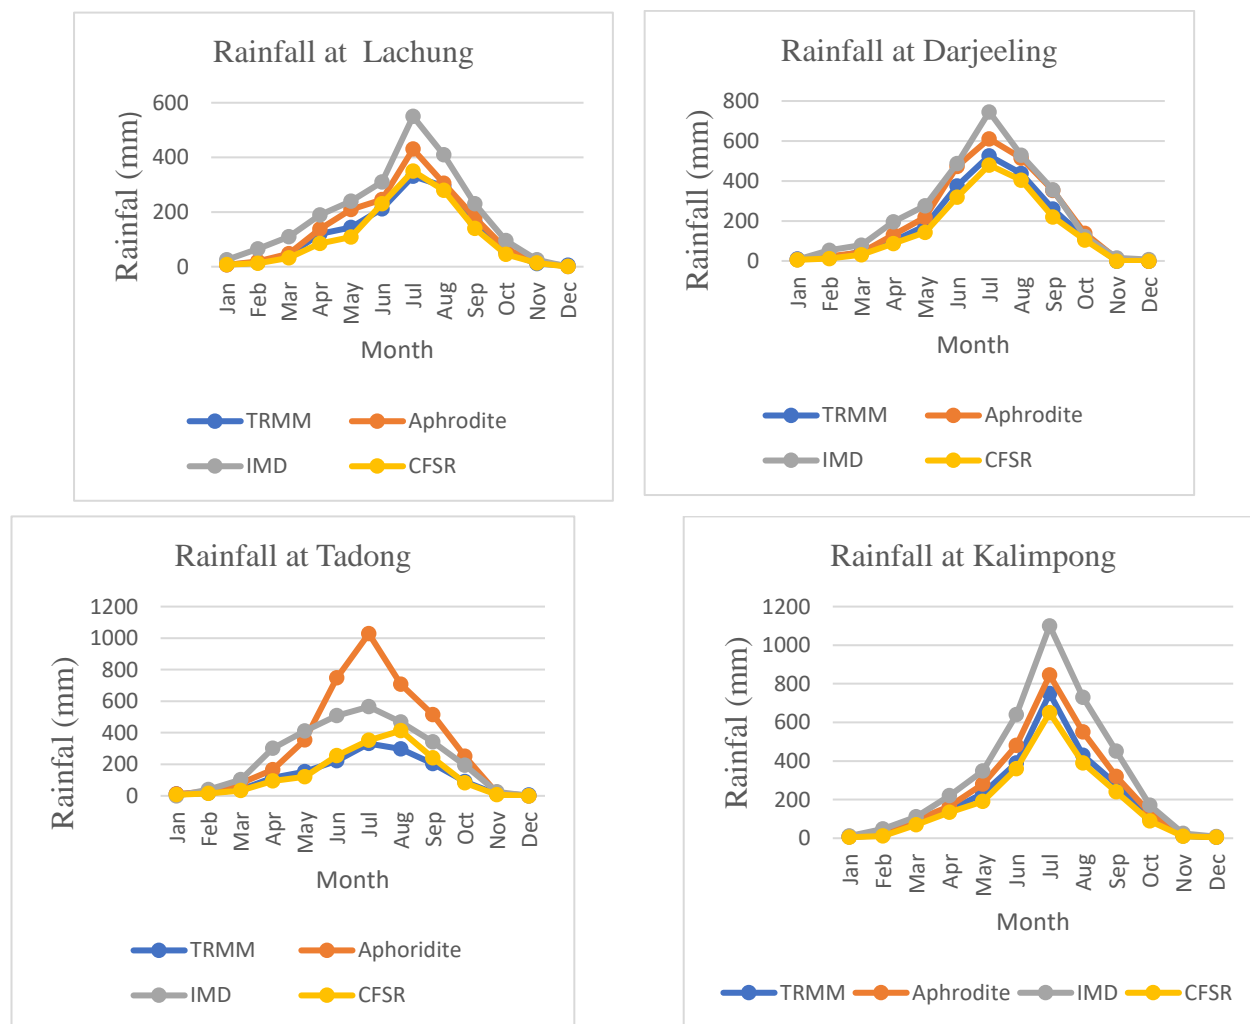 Rainfall at  Lachung
Rainfal (mm)
600
400
200
0
Jan
Feb
Mar
Apr
May
Jun
Jul
Aug
Sep
Oct
Nov
Dec
Month
TRMM
Aphrodite
IMD
CFSR
Rainfall at Darjeeling
Rainfall (mm)
800
600
400
200
0
Jan
Feb
Mar
Apr
May
Jun
Jul
Aug
Sep
Oct
Nov
Dec
Month
TRMM
Aphrodite
IMD
CFSR
Rainfall at Tadong
Rainfal (mm)
1200
1000
800
600
400
200
0
Jan
Feb
Mar
Apr
May
Jun
Jul
Aug
Sep
Oct
Nov
Dec
Month
TRMM
Aphoridite
IMD
CFSR
Rainfall at Kalimpong
Rainfal (mm)
1200
1000
800
600
400
200
0
Jan
Feb
Mar
Apr
May
Jun
Jul
Aug
Sep
Oct
Nov
Dec
Month
TRMM
Aphrodite
IMD
CFSR